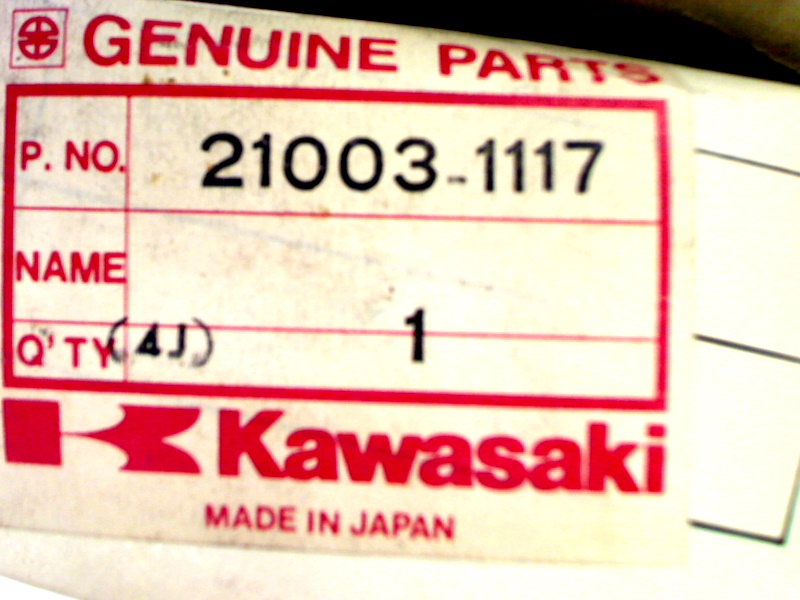 GENUINE PARTS
P. NO. 21003-1117
NAME
Q'TY (4J) 1
Kawasaki
MADE IN JAPAN